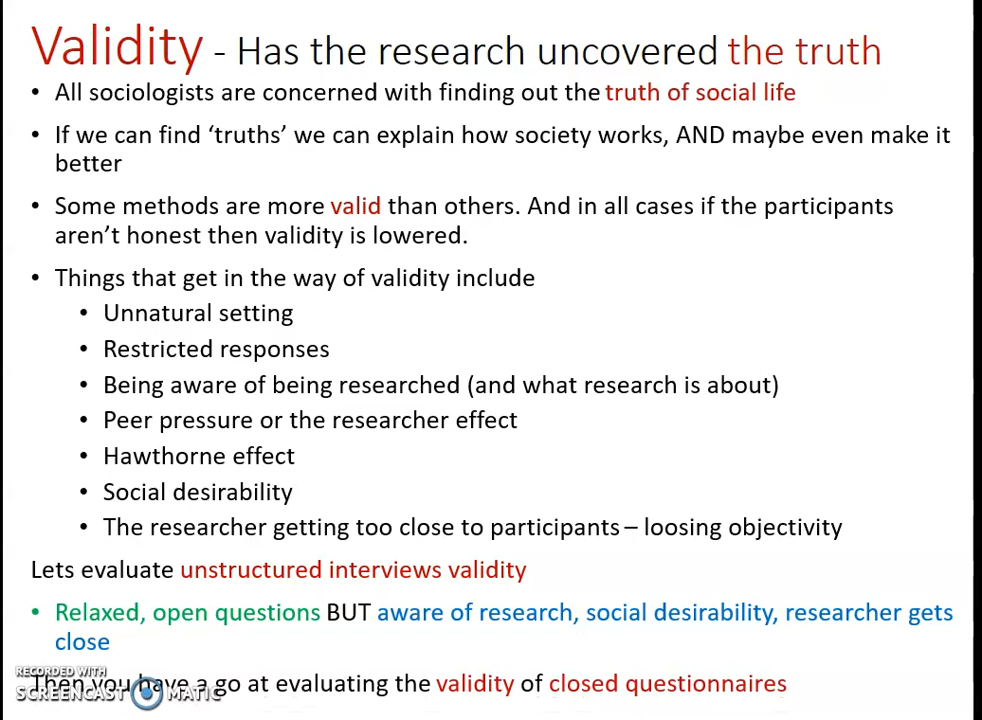 Validity - Has the research uncovered the truth
• All sociologists are concerned with finding out the truth of social life
• If we can find ‘truths’ we can explain how society works, AND maybe even make it
better
• Some methods are more valid than others. And in all cases if the participants
aren’t honest then validity is lowered.
• Things that get in the way of validity include
• Unnatural setting
• Restricted responses
• Being aware of being researched (and what research is about)
• Peer pressure or the researcher effect
• Hawthorne effect
• Social desirability
• The researcher getting too close to participants – loosing objectivity
Lets evaluate unstructured interviews validity
• Relaxed, open questions BUT aware of research, social desirability, researcher gets
close
RECORDED WITH
Then you have a go at evaluating the validity of closed questionnaires
SCREENCAST MATIC